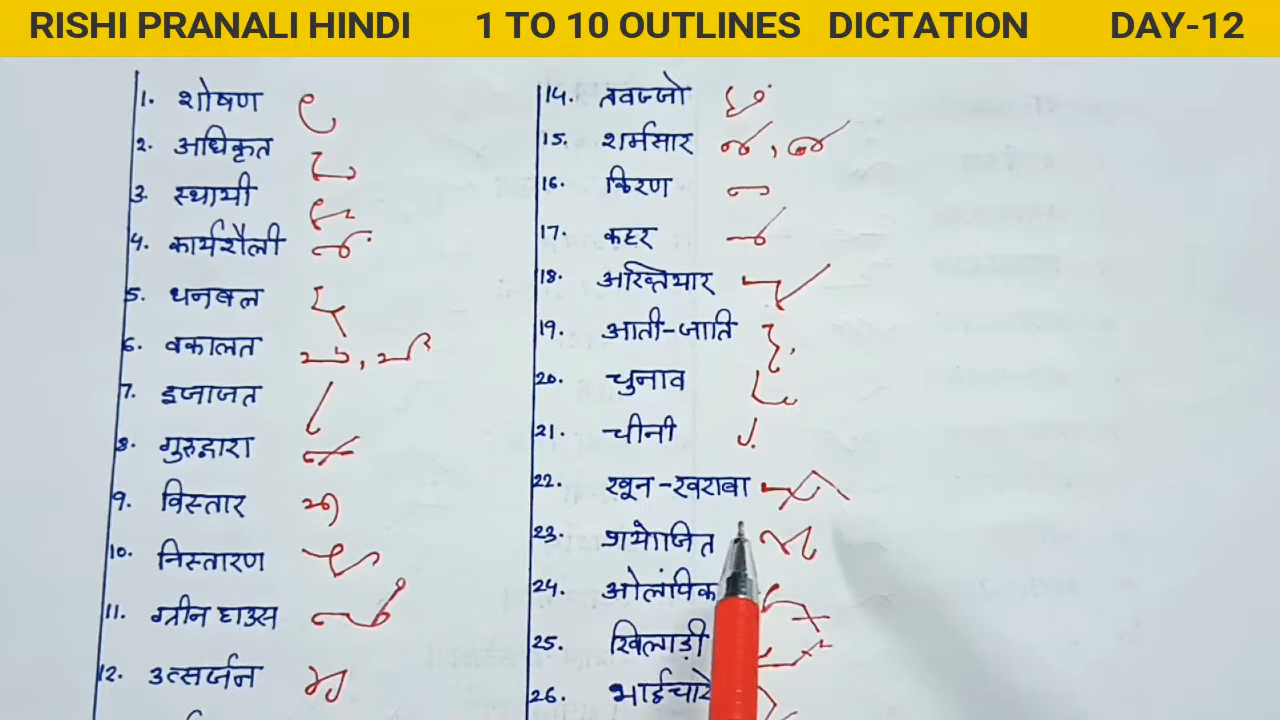 RISHI PRANALI HINDI 1 TO 10 OUTLINES DICTATION DAY-12
1. शोषण
2. अधिकृत
3. स्थायी
4. कार्यशैली
5. धनबल
6. वकालत
7. इजाजत
8. गुरुद्वारा
9. विस्तार
10. निस्तारण
11. ग्रीन हाउस
12. उत्सर्जन
14. तवज्जो
15. शर्मसार
16. किरण
17. कहर
18. अख्तियार
19. आती-जाति
20. चुनाव
21. चीनी
22. खून-खराबा
23.
24. ओलंपिक
25. खिलाड़ी
26. भाईचारे